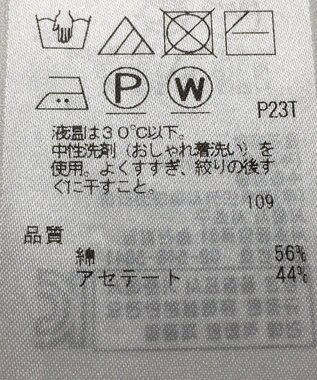 P W
P23T
液温は30℃以下。
中性洗剤（おしゃれ着洗い）を
使用。よくすすぎ、絞りの後す
ぐに干すこと。
109
品質
綿 56%
アセテート 44%